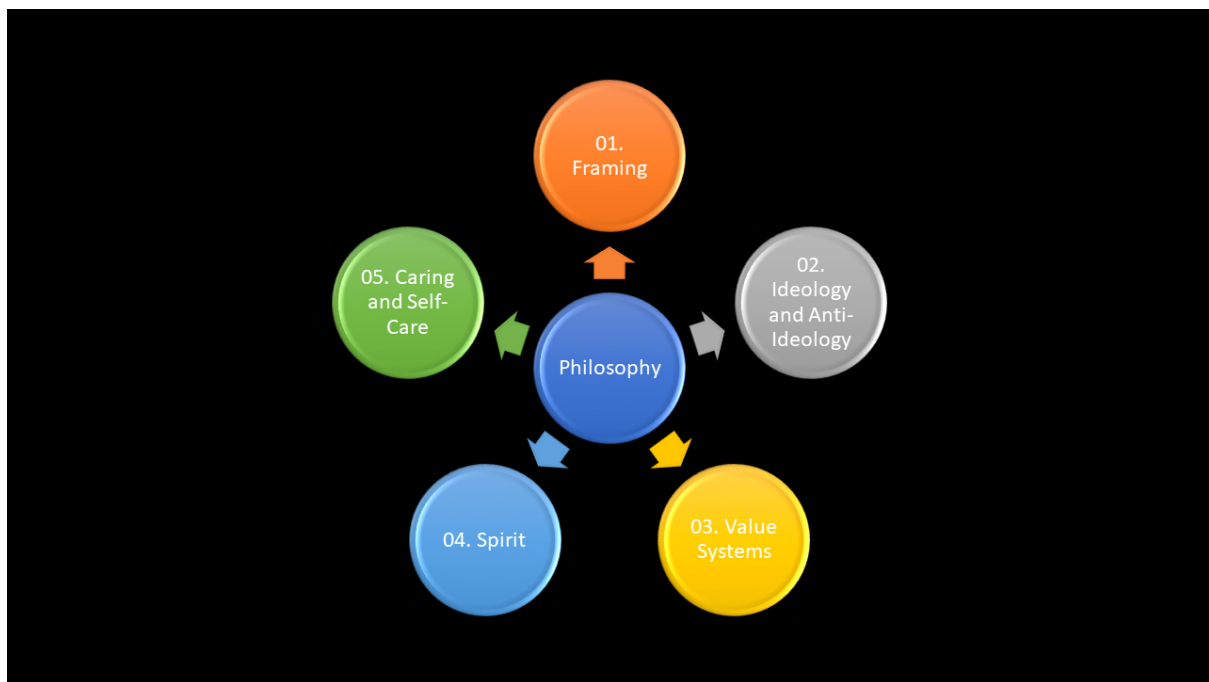 01.
Framing
02.
Ideology
and Anti-
Ideology
03. Value
Systems
04. Spirit
05. Caring
and Self-
Care
Philosophy